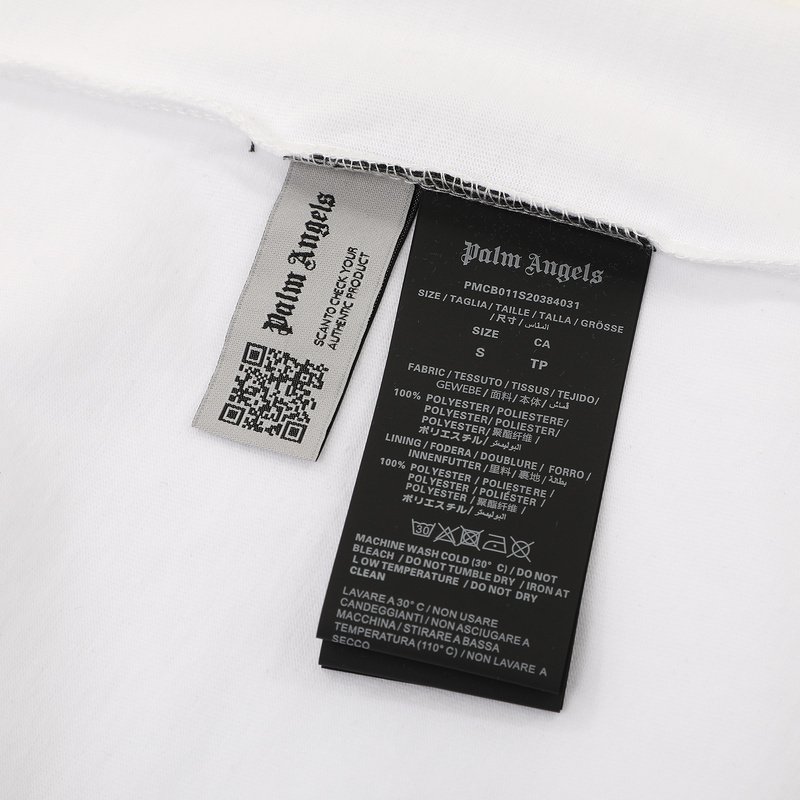 Palm Angels
SCAN TO CHECK YOUR
AUTHENTIC PRODUCT
Palm Angels
PMCB011S20384031
SIZE / TAGLIA / TAILLE / TALLA / GRÖSSE
/ 尺寸 / المقاس
SIZE CA
S TP
FABRIC / TESSUTO / TISSUS / TEJIDO/
GEWEBE / 面料 / 本体 / قماش
100% POLYESTER/ POLIESTERE/
POLYESTER/ POLIÉSTER/
POLYESTER/ 聚酯纤维 /
ポリエステル/ البوليستر
LINING / FODERA / DOUBLURE / FORRO /
INNENFUTTER / 里料 / 裏地 / بطانة
100% POLYESTER / POLIESTERE /
POLYESTER / POLIÉSTER /
POLYESTER / 聚酯纤维 /
ポリエステル/ البوليستر
30
MACHINE WASH COLD (30° C) / DO NOT
BLEACH / DO NOT TUMBLE DRY / IRON AT
LOW TEMPERATURE / DO NOT DRY
CLEAN
LAVARE A 30° C / NON USARE
CANDEGGIANTI / NON ASCIUGARE A
MACCHINA / STIRARE A BASSA
TEMPERATURA (110° C) / NON LAVARE A
SECCO